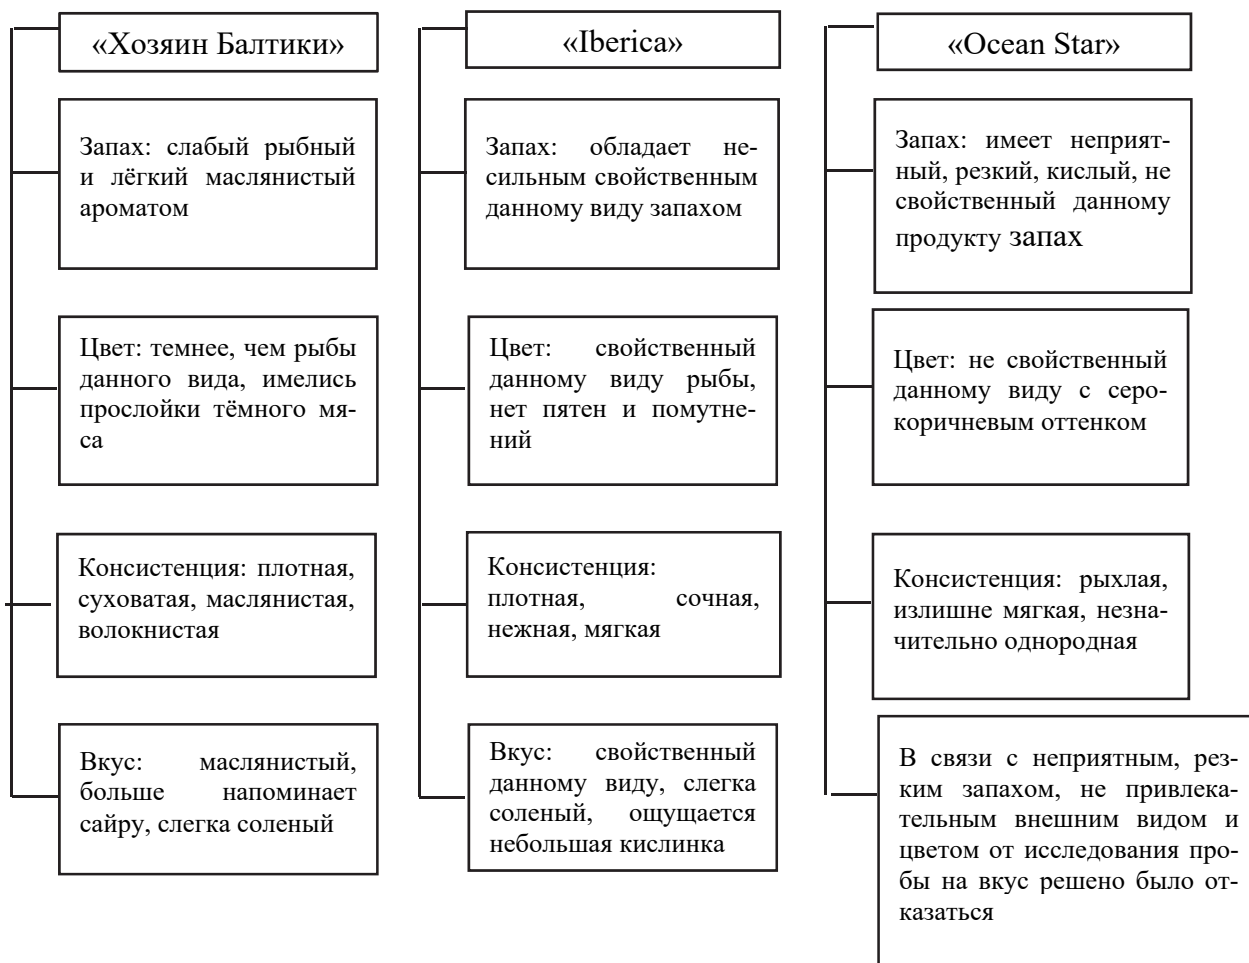 «Хозяин Балтики»
Запах: слабый рыбный
и лёгкий маслянистый
ароматом
Цвет: темнее, чем рыбы
данного вида, имелись
прослойки тёмного мя-
са
Консистенция: плотная,
суховатая, маслянистая,
волокнистая
Вкус: маслянистый,
больше напоминает
сайру, слегка соленый
«Iberica»
Запах: обладает не-
сильным свойственным
данному виду запахом
Цвет: свойственный
данному виду рыбы,
нет пятен и помутне-
ний
Консистенция:
плотная, сочная,
нежная, мягкая
Вкус: свойственный
данному виду, слегка
соленый, ощущается
небольшая кислинка
«Ocean Star»
Запах: имеет неприят-
ный, резкий, кислый, не
свойственный данному
продукту запах
Цвет: не свойственный
данному виду с серо-
коричневым оттенком
Консистенция: рыхлая,
излишне мягкая, незна-
чительно однородная
В связи с неприятным, рез-
ким запахом, не привлека-
тельным внешним видом и
цветом от исследования про-
бы на вкус решено было от-
казаться